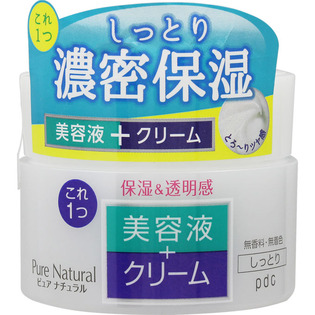 これ
1つ
しっとり
濃密保湿
美容液+クリーム
とろ〜りツヤ感
これ
1つ
保湿&透明感
美容液
+
クリーム
Pure Natural
ピュア ナチュラル
無香料・無着色
しっとり
pdc